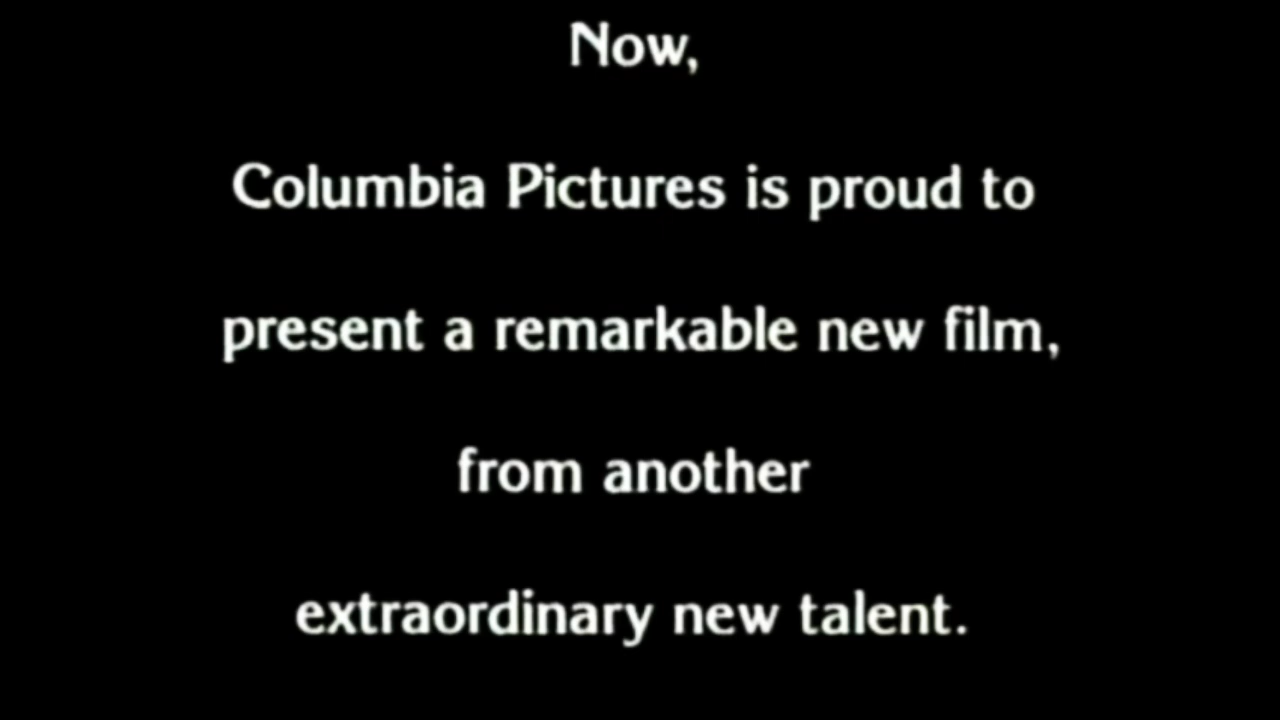 Now,
Columbia Pictures is proud to
present a remarkable new film,
from another
extraordinary new talent.